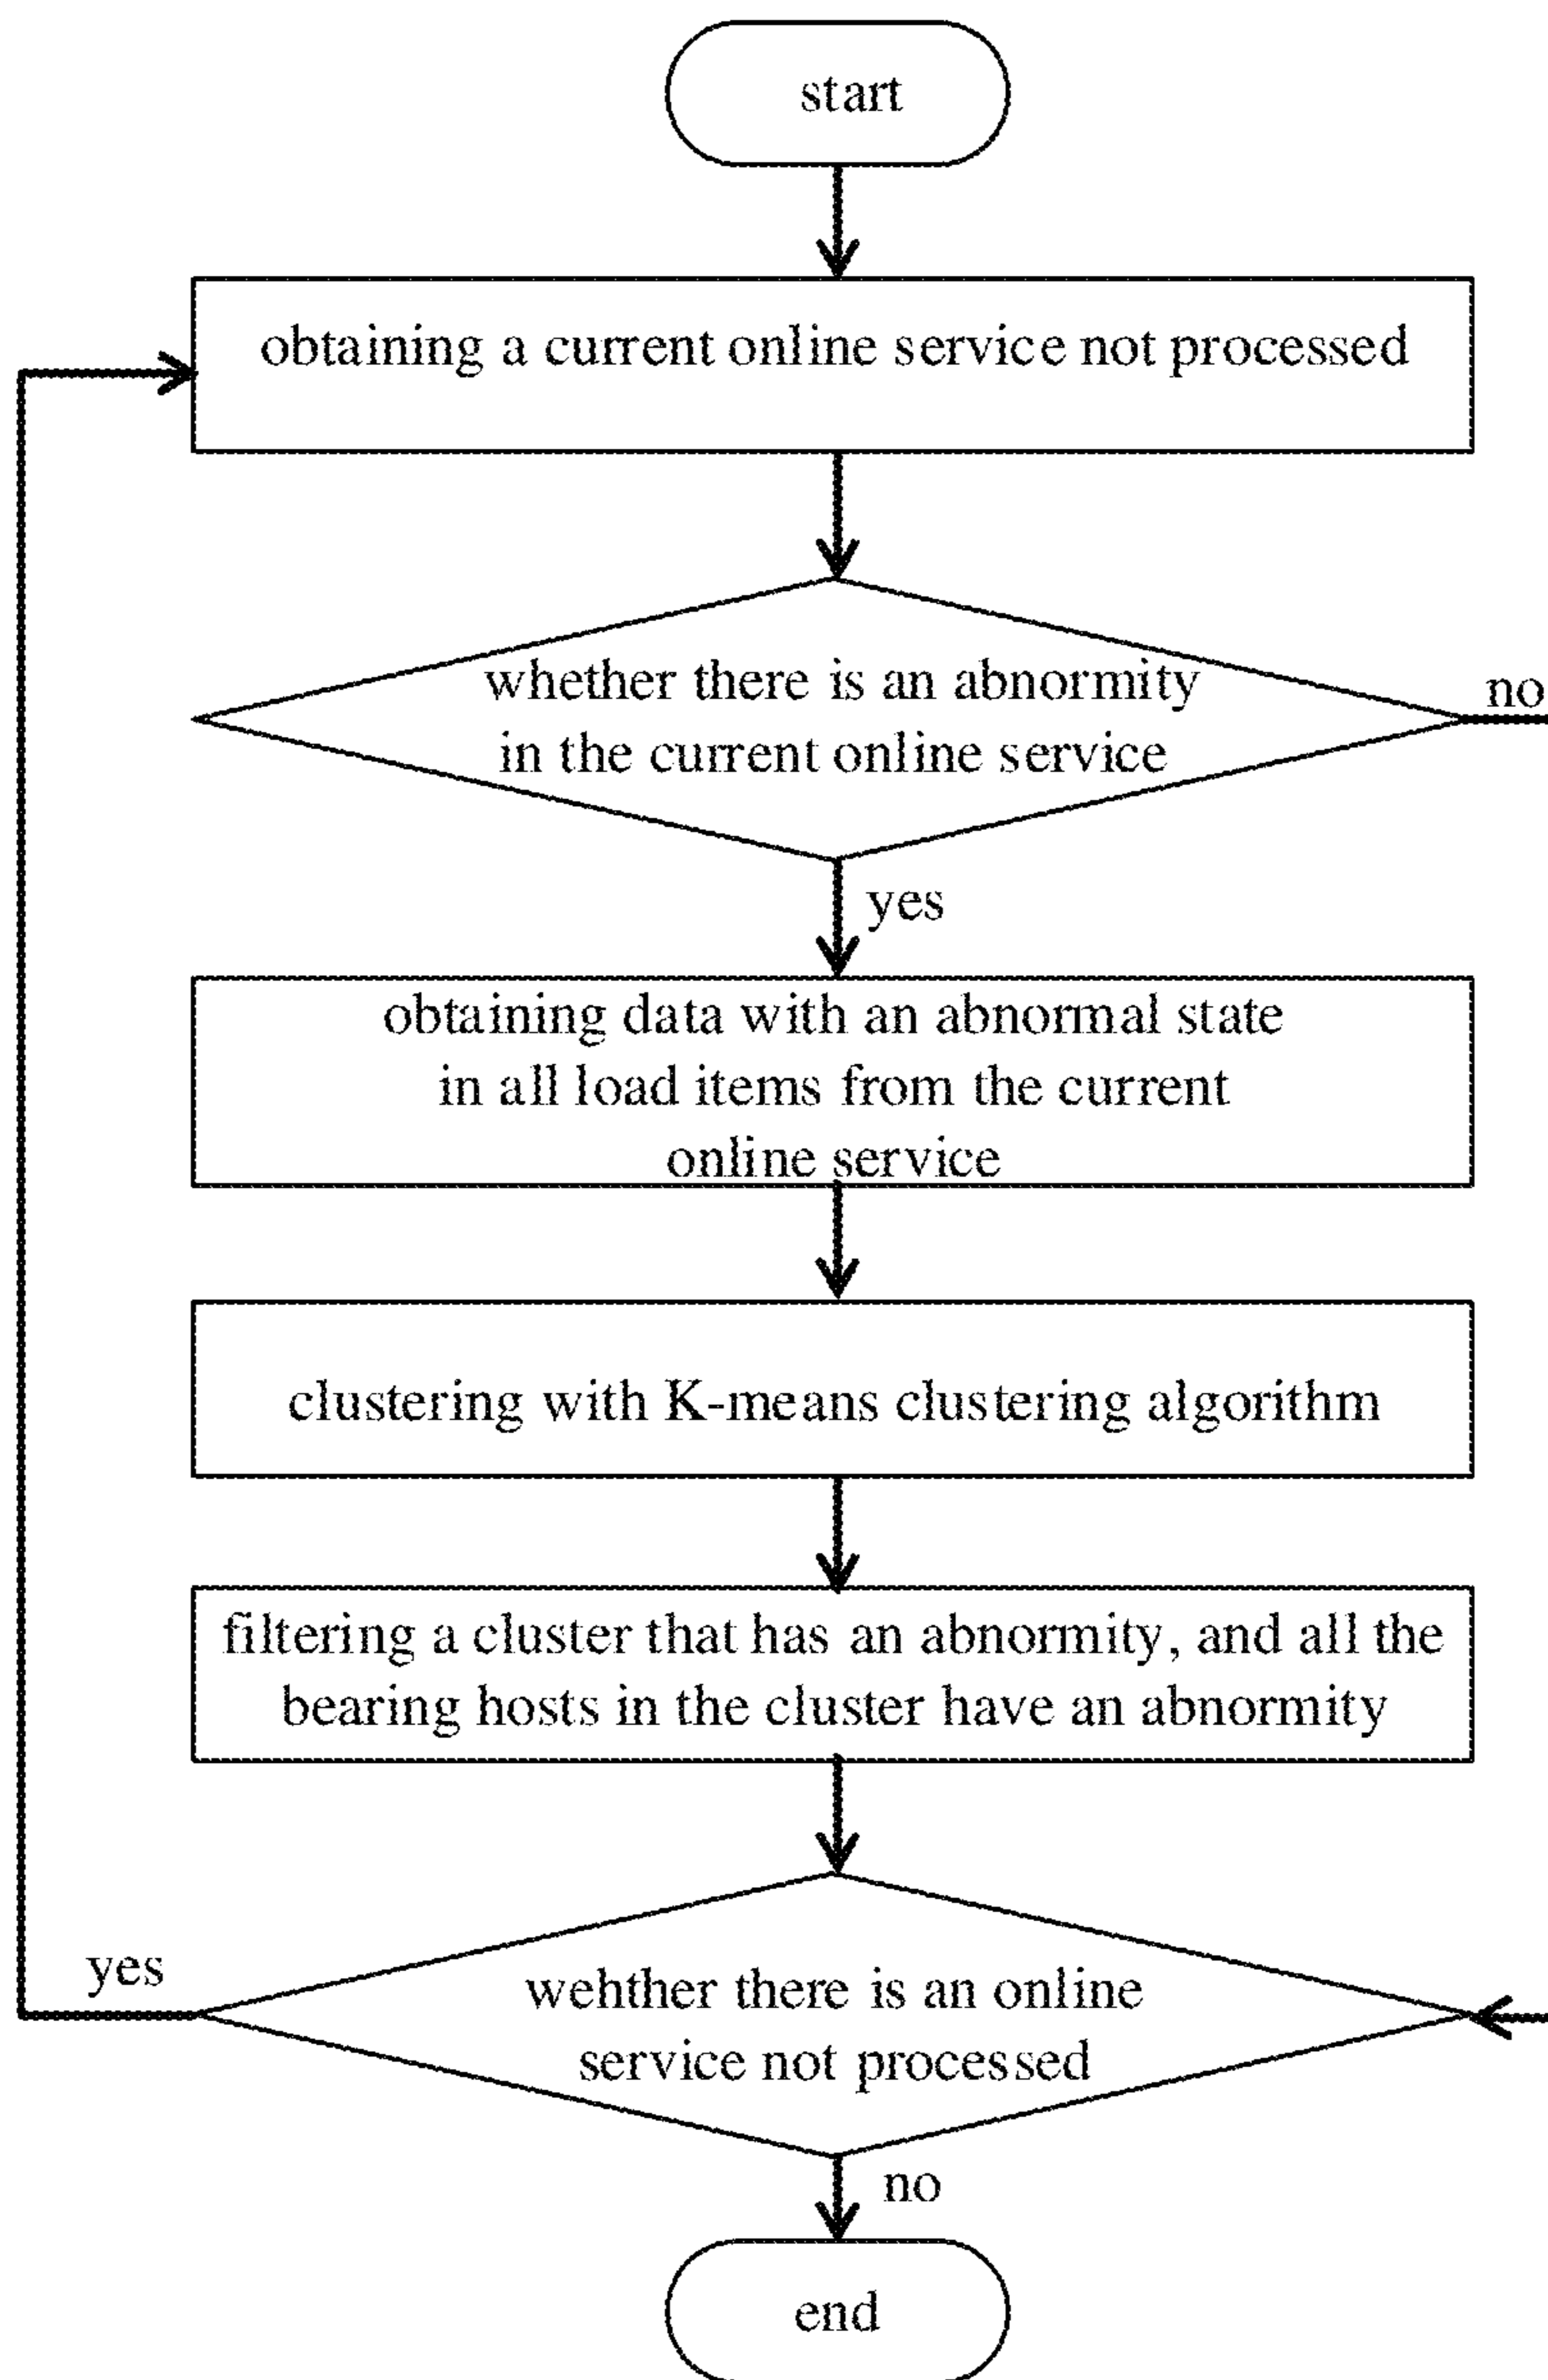 start
obtaining a current online service not processed
whether there is an abnormity
in the current online service
no
yes
obtaining data with an abnormal state
in all load items from the current
online service
clustering with K-means clustering algorithm
filtering a cluster that has an abnormity, and all the
bearing hosts in the cluster have an abnormity
yes
wehther there is an online
service not processed
no
end